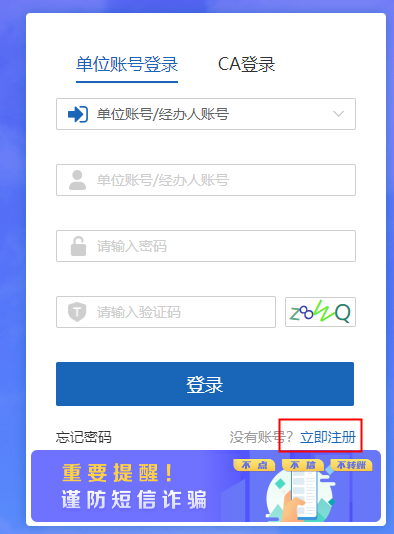 单位账号登录 CA登录
单位账号/经办人账号
单位账号/经办人账号
请输入密码
请输入验证码 z8WQ
登录
忘记密码 没有账号? 立即注册
重要提醒! 不点 不信 不转账
谨防短信诈骗